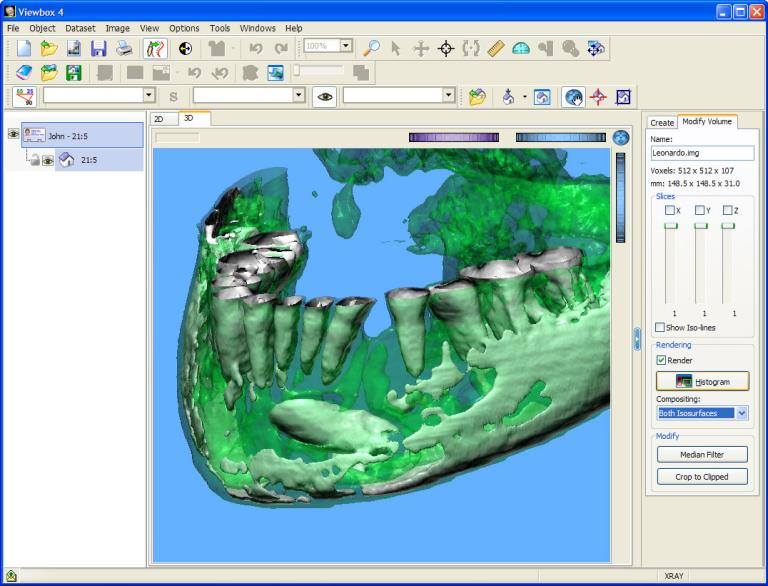 Viewbox 4
File Object Dataset Image View Options Tools Windows Help
100%
S
2D 3D
John - 21:5
21:5
Create Modify Volume
Name:
Leonardo.img
Voxels: 512 x 512 x 107
mm: 148.5 x 148.5 x 31.0
Slices
X Y Z
1 1 1
Show Iso-lines
Rendering
Render
Histogram
Compositing:
Both Isosurfaces
Modify
Median Filter
Crop to Clipped
XRAY